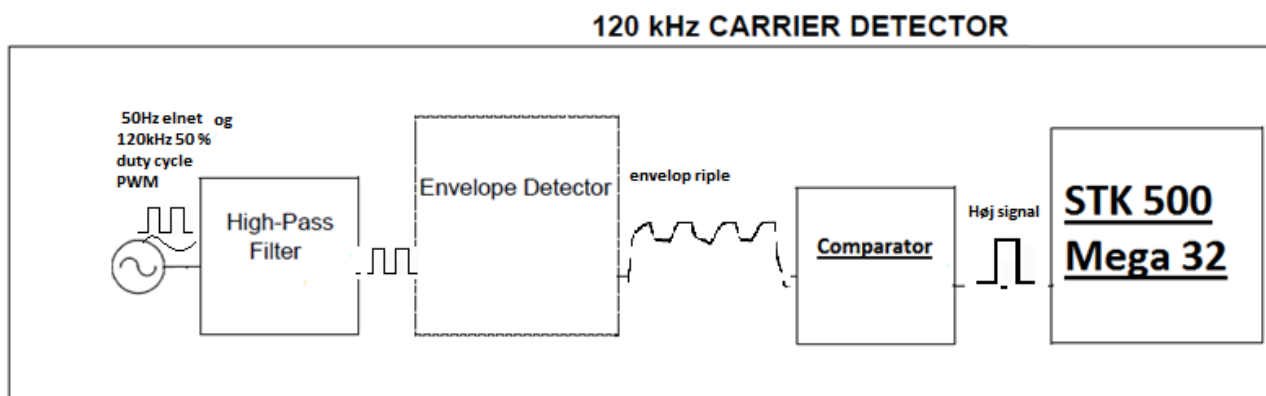 120 kHz CARRIER DETECTOR
50Hz elnet og
120kHz 50 %
duty cycle
PWM
High-Pass
Filter
Envelope Detector
envelop riple
Comparator
Høj signal
STK 500
Mega 32